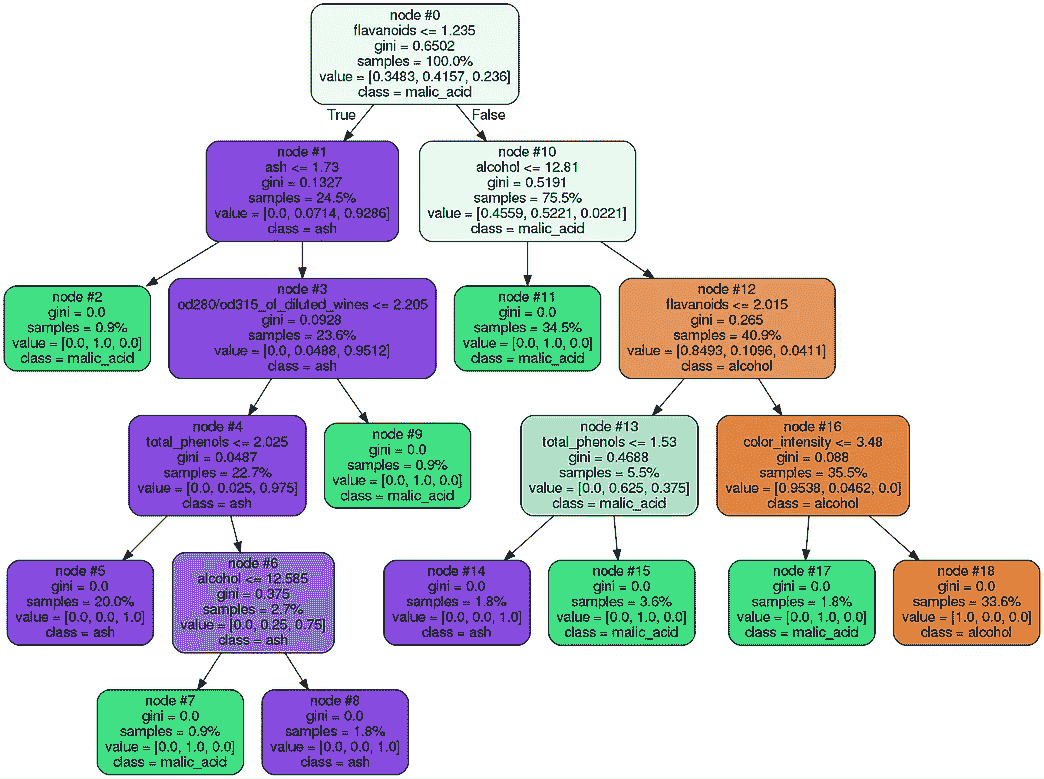 node #0
flavanoids <= 1.235
gini = 0.6502
samples = 100.0%
value = [0.3483, 0.4157, 0.236]
class = malic_acid
True
False
node #1
ash <= 1.73
gini = 0.1327
samples = 24.5%
value = [0.0, 0.0714, 0.9286]
class = ash
node #10
alcohol <= 12.81
gini = 0.5191
samples = 75.5%
value = [0.4559, 0.5221, 0.0221]
class = malic_acid
node #2
gini = 0.0
samples = 0.9%
value = [0.0, 1.0, 0.0]
class = malic_acid
node #3
od280/od315_of_diluted_wines <= 2.205
gini = 0.0928
samples = 23.6%
value = [0.0, 0.0488, 0.9512]
class = ash
node #11
gini = 0.0
samples = 34.5%
value = [0.0, 1.0, 0.0]
class = malic_acid
node #12
flavanoids <= 2.015
gini = 0.265
samples = 40.9%
value = [0.8493, 0.1096, 0.0411]
class = alcohol
node #4
total_phenols <= 2.025
gini = 0.0487
samples = 22.7%
value = [0.0, 0.025, 0.975]
class = ash
node #9
gini = 0.0
samples = 0.9%
value = [0.0, 1.0, 0.0]
class = malic_acid
node #13
total_phenols <= 1.53
gini = 0.4688
samples = 5.5%
value = [0.0, 0.625, 0.375]
class = malic_acid
node #16
color_intensity <= 3.48
gini = 0.088
samples = 35.5%
value = [0.9538, 0.0462, 0.0]
class = alcohol
node #5
gini = 0.0
samples = 20.0%
value = [0.0, 0.0, 1.0]
class = ash
node #6
alcohol <= 12.585
gini = 0.375
samples = 2.7%
value = [0.0, 0.25, 0.75]
class = ash
node #14
gini = 0.0
samples = 1.8%
value = [0.0, 0.0, 1.0]
class = ash
node #15
gini = 0.0
samples = 3.6%
value = [0.0, 1.0, 0.0]
class = malic_acid
node #17
gini = 0.0
samples = 1.8%
value = [0.0, 1.0, 0.0]
class = malic_acid
node #18
gini = 0.0
samples = 33.6%
value = [1.0, 0.0, 0.0]
class = alcohol
node #7
gini = 0.0
samples = 0.9%
value = [0.0, 1.0, 0.0]
class = malic_acid
node #8
gini = 0.0
samples = 1.8%
value = [0.0, 0.0, 1.0]
class = ash